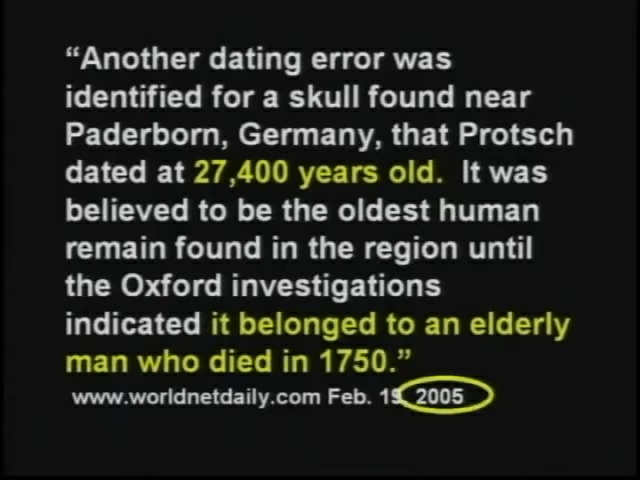 “Another dating error was
identified for a skull found near
Paderborn, Germany, that Protsch
dated at 27,400 years old.  It was
believed to be the oldest human
remain found in the region until
the Oxford investigations
indicated it belonged to an elderly
man who died in 1750.”
www.worldnetdaily.com Feb. 19, 2005